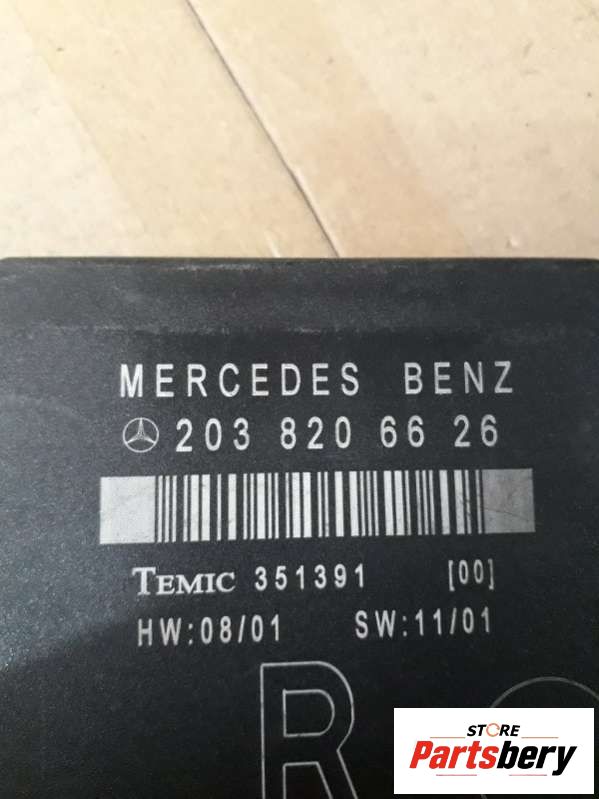 MERCEDES BENZ
203 820 66 26
TEMIC 351391 [00]
HW:08/01 SW:11/01
R
STORE
Partsbery